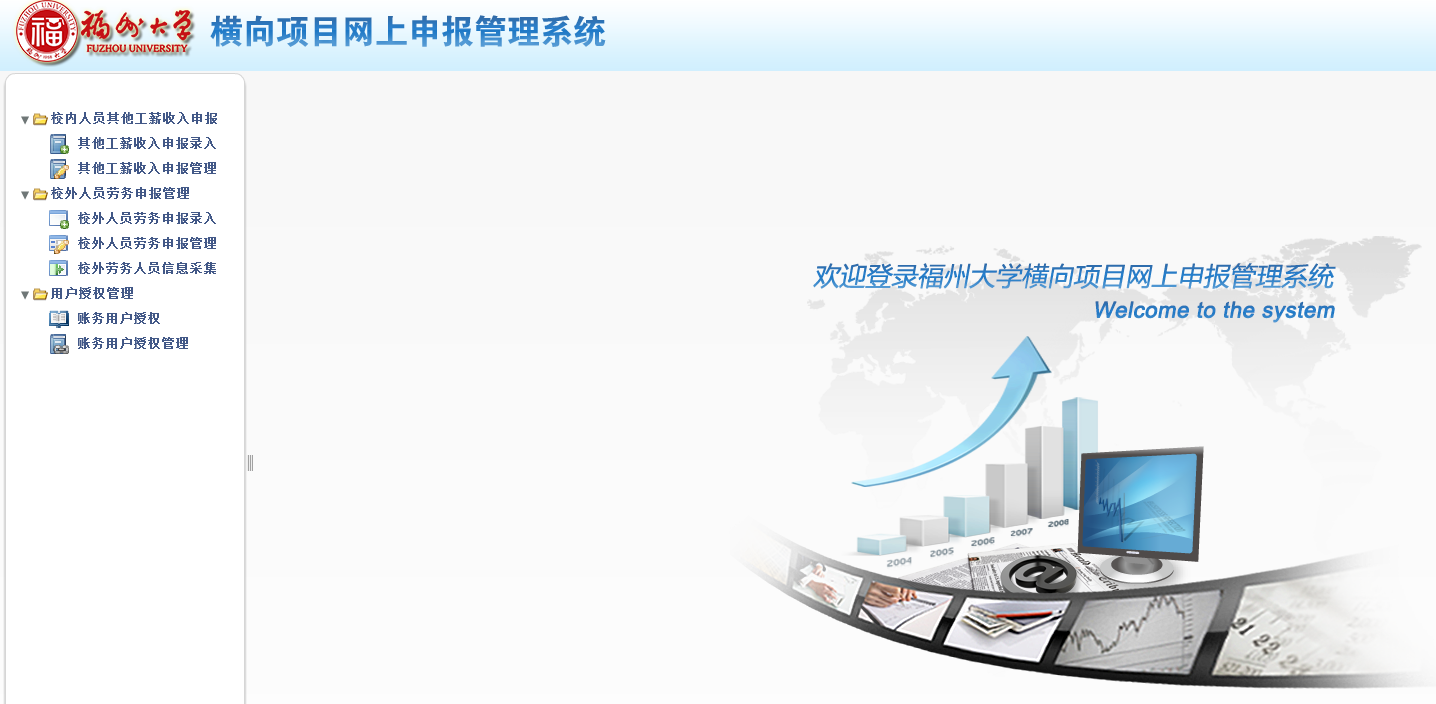 福州大学
FUZHOU UNIVERSITY
横向项目网上申报管理系统
校内人员其他工薪收入申报
其他工薪收入申报录入
其他工薪收入申报管理
校外人员劳务申报管理
校外人员劳务申报录入
校外人员劳务申报管理
校外劳务人员信息采集
用户授权管理
账务用户授权
账务用户授权管理
欢迎登录福州大学横向项目网上申报管理系统
Welcome to the system
2004
2005
2006
2007
2008
@